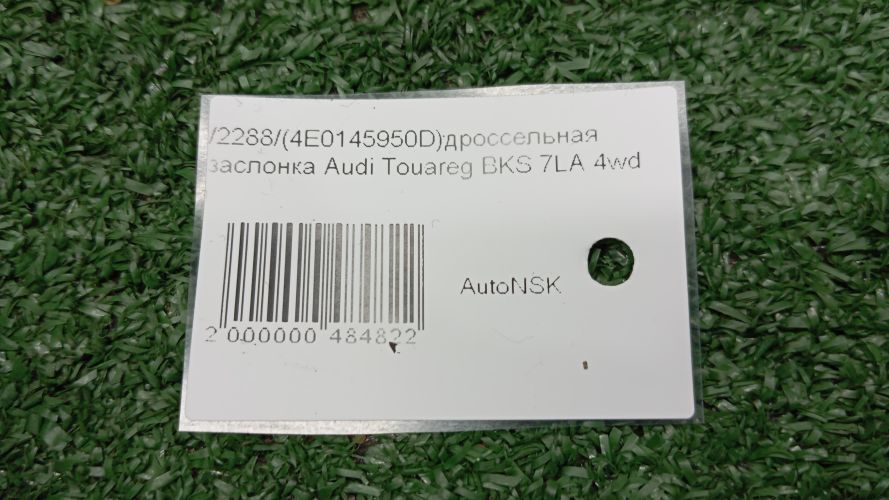 /2288/(4E0145950D)дроссельная
заслонка Audi Touareg BKS 7LA 4wd
AutoNSK
2 000000 484822